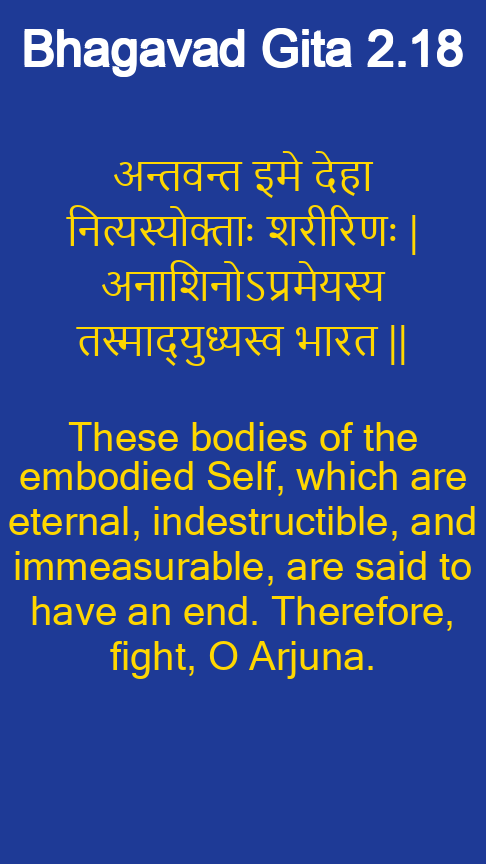 Bhagavad Gita 2.18
अन्तवन्त इमे देहा
नित्यस्योक्ताः शरीरिणः |
अनाशिनोऽप्रमेयस्य
तस्माद्युध्यस्व भारत ||
These bodies of the
embodied Self, which are
eternal, indestructible, and
immeasurable, are said to
have an end. Therefore,
fight, O Arjuna.